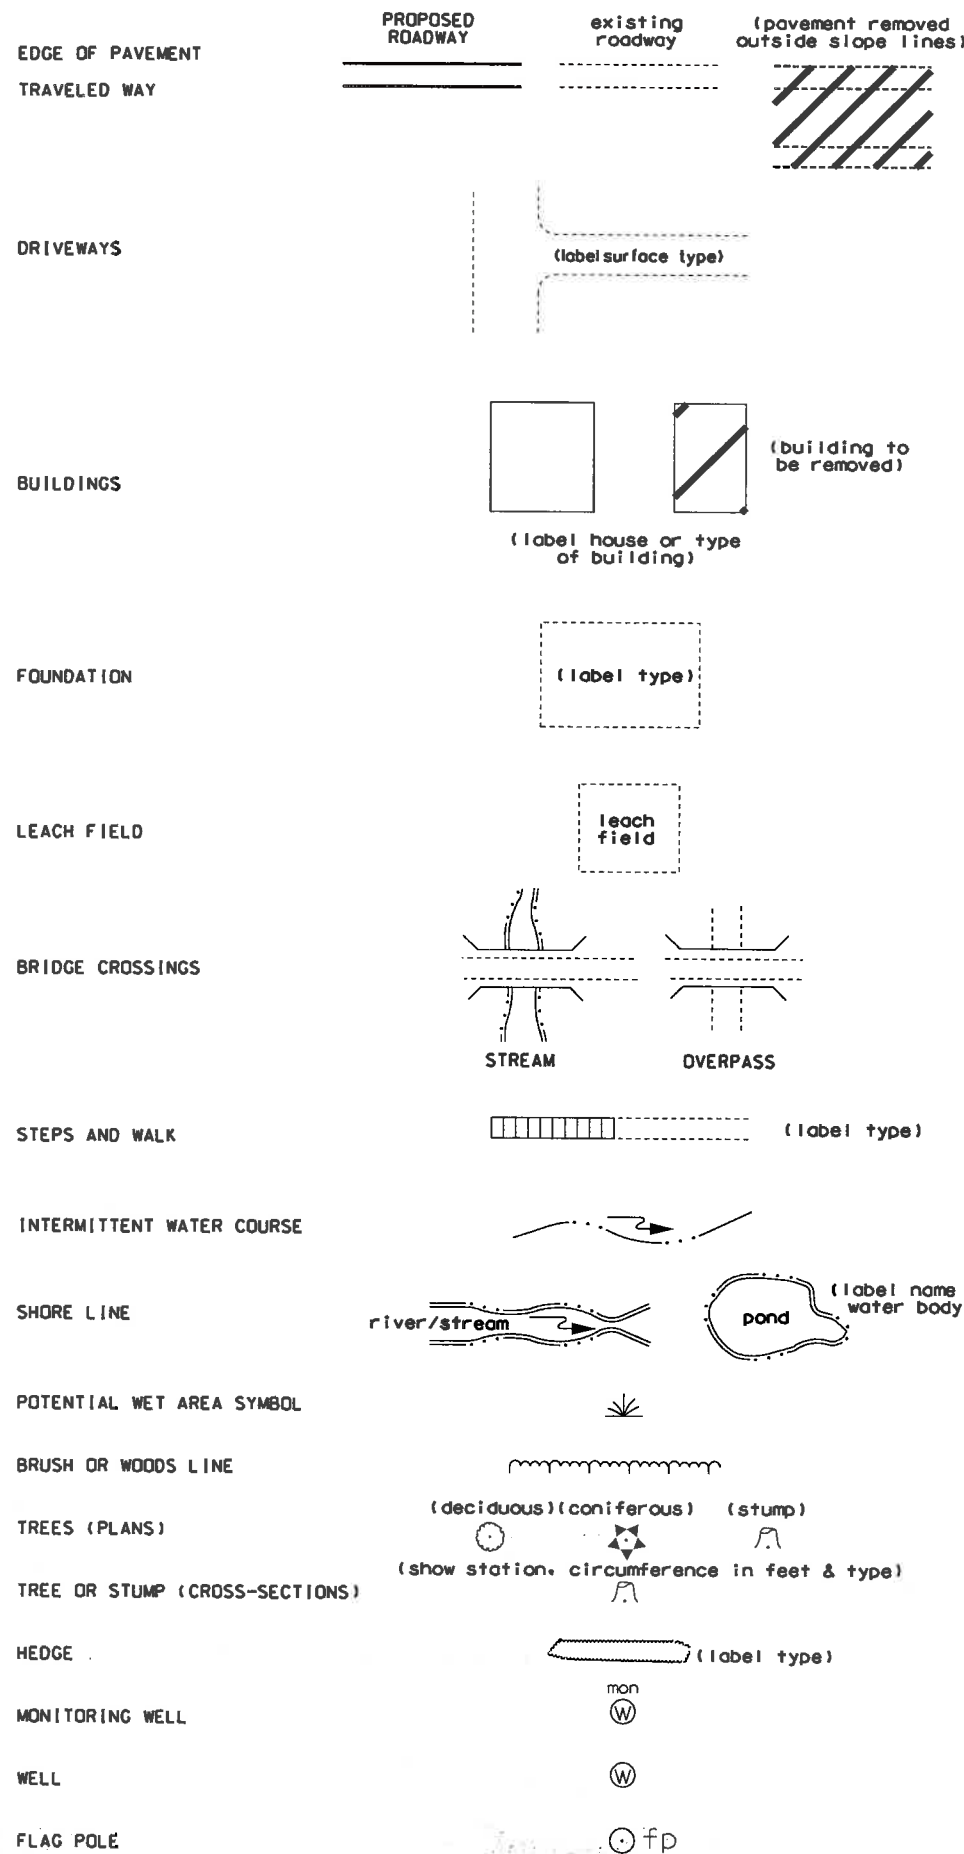 PROPOSED
ROADWAY
existing
roadway
(pavement removed
outside slope lines)
EDGE OF PAVEMENT
TRAVELED WAY
DRIVEWAYS
(label surface type)
BUILDINGS
(building to
be removed)
(label house or type
of building)
FOUNDATION
(label type)
LEACH FIELD
leach
field
BRIDGE CROSSINGS
STREAM
OVERPASS
STEPS AND WALK
(label type)
INTERMITTENT WATER COURSE
SHORE LINE
river/stream
pond
(label name
water body
POTENTIAL WET AREA SYMBOL
BRUSH OR WOODS LINE
TREES (PLANS)
(deciduous)(coniferous)
(stump)
(show station, circumference in feet & type)
TREE OR STUMP (CROSS-SECTIONS)
HEDGE
(label type)
MONITORING WELL
mon
W
WELL
W
FLAG POLE
fp